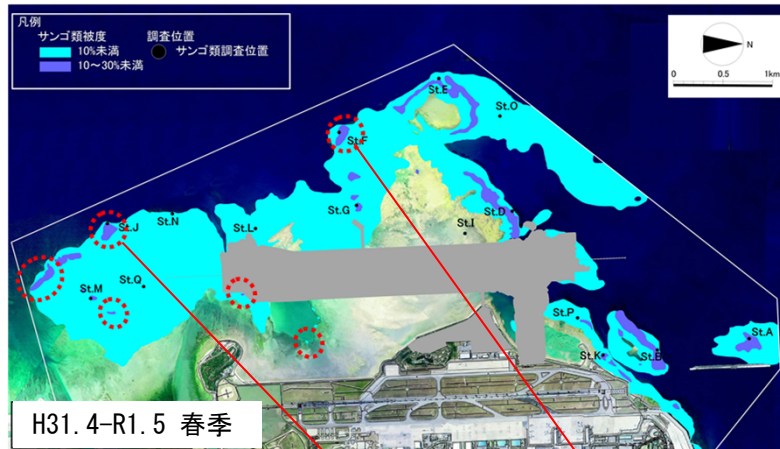 凡例
サンゴ類被度
調査位置
10%未満
サンゴ類調査位置
10～30%未満
N
0 0.5 1km
St.E
St.O
St.F
St.G
St.D
St.J
St.N
St.L
St.I
St.M
St.Q
St.P
St.K
St.B
St.A
H31.4-R1.5 春季